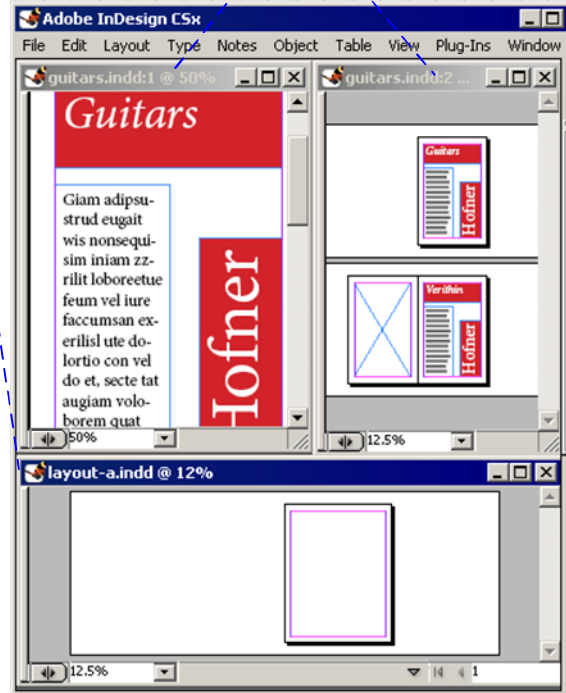 Adobe InDesign CSx
File Edit Layout Type Notes Object Table View Plug-Ins Window
guitars.indd:1 @ 50%
Guitars
Giam adipsu-
strud eugait
wis nonsequi-
sim iniam zz-
rilit loboreetue
feum vel iure
faccumsan ex-
erilisl ute do-
lortio con vel
do et, secte tat
augiam volo-
borem quat
Hofner
50%
guitars.indd:2 ...
Guitars
Hofner
Verithin
Hofner
12.5%
layout-a.indd @ 12%
12.5%
1